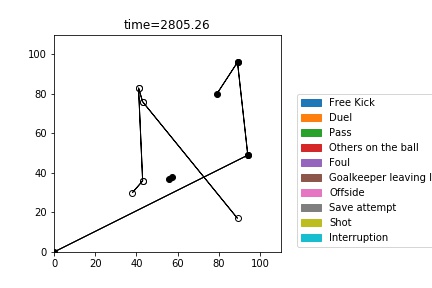 time=2805.26
100
80
60
40
20
0
0 20 40 60 80 100
Free Kick
Duel
Pass
Others on the ball
Foul
Goalkeeper leaving l
Offside
Save attempt
Shot
Interruption